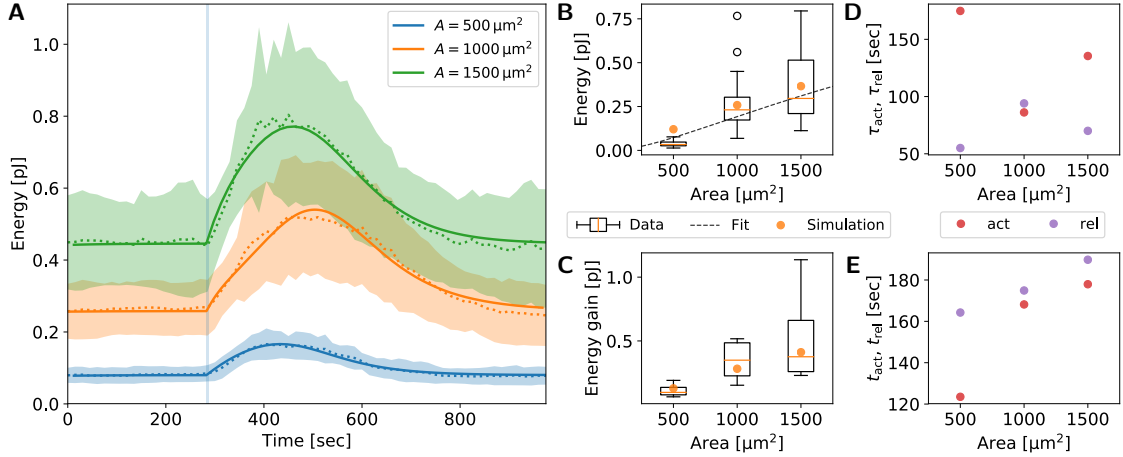 A
Energy [pJ]
1.0
0.8
0.6
0.4
0.2
0.0
0
200
400
600
800
Time [sec]
A = 500 μm²
A = 1000 μm²
A = 1500 μm²
B
Energy [pJ]
0.75
0.50
0.25
0.00
500
1000
1500
Area [μm²]
Data
Fit
Simulation
C
Energy gain [pJ]
1.0
0.5
500
1000
1500
Area [μm²]
D
τact, τrel [sec]
150
100
50
500
1000
1500
Area [μm²]
act
rel
E
tact, trel [sec]
180
160
140
120
500
1000
1500
Area [μm²]